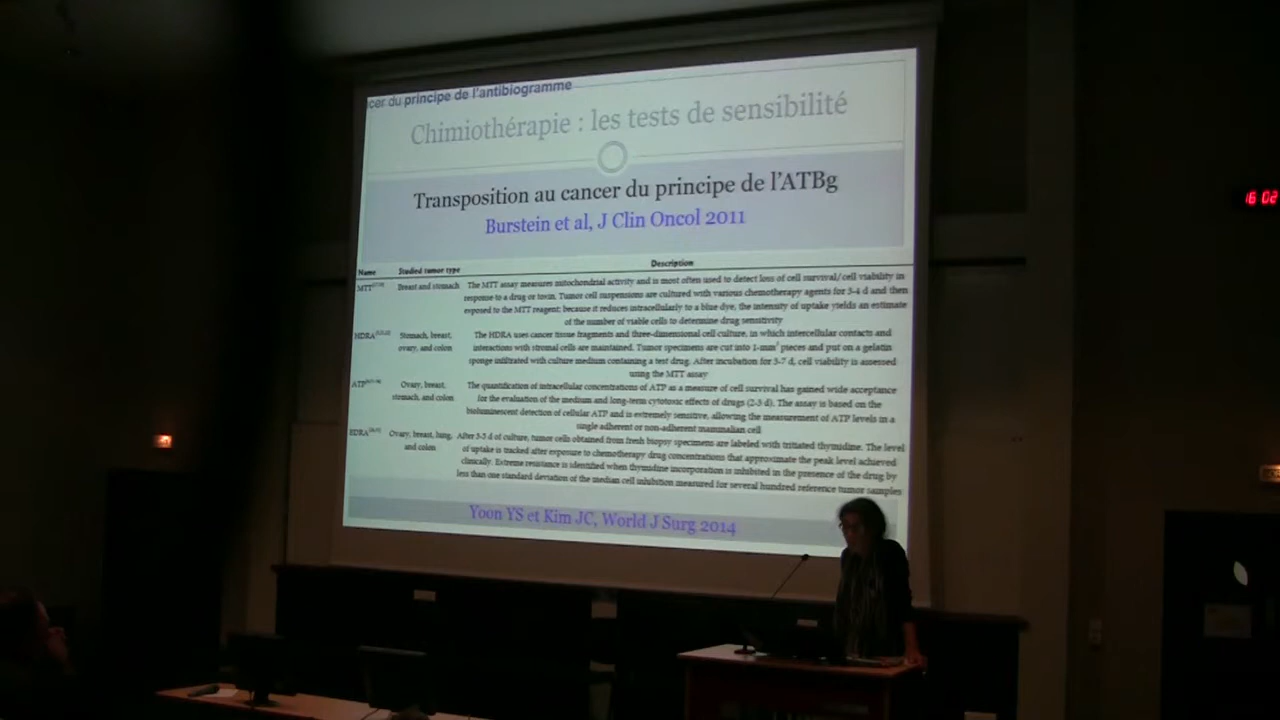 cer du principe de l'antibiogramme
Chimiothérapie : les tests de sensibilité
Transposition au cancer du principe de l'ATBg
Burstein et al, J Clin Oncol 2011
Name Studied tumor type Description
MTT Breast and stomach The MTT assay measures mitochondrial activity and is most often used to detect loss of cell survival/cell viability in
response to a drug or toxin. Tumor cell suspensions are cultured with various chemotherapy agents for 3-4 d and then
exposed to the MTT reagent; because it reduces intracellularly to a blue dye, the intensity of uptake yields an estimate
of the number of viable cells to determine drug sensitivity
HDRA Stomach, breast, ovary, and colon The HDRA uses cancer tissue fragments and three-dimensional cell culture, in which intercellular contacts and
interactions with stromal cells are maintained. Tumor specimens are cut into 1-mm pieces and put on a gelatin
sponge infiltrated with culture medium containing a test drug. After incubation for 3-7 d, cell viability is assessed
using the MTT assay
ATP Ovary, breast, stomach, and colon The quantification of intracellular concentrations of ATP as a measure of cell survival has gained wide acceptance
for the evaluation of the medium and long-term cytotoxic effects of drugs (2-3 d). The assay is based on the
bioluminescent detection of cellular ATP and is extremely sensitive, allowing the measurement of ATP levels in a
single adherent or non-adherent mammalian cell
EDRA Ovary, breast, lung, and colon After 3-5 d of culture, tumor cells obtained from fresh biopsy specimens are labeled with tritiated thymidine. The level
of uptake is tracked after exposure to chemotherapy drug concentrations that approximate the peak level achieved
clinically. Extreme resistance is identified when thymidine incorporation is inhibited in the presence of the drug by
less than one standard deviation of the median cell inhibition measured for several hundred reference tumor samples
Yoon YS et Kim JC, World J Surg 2014
16 02